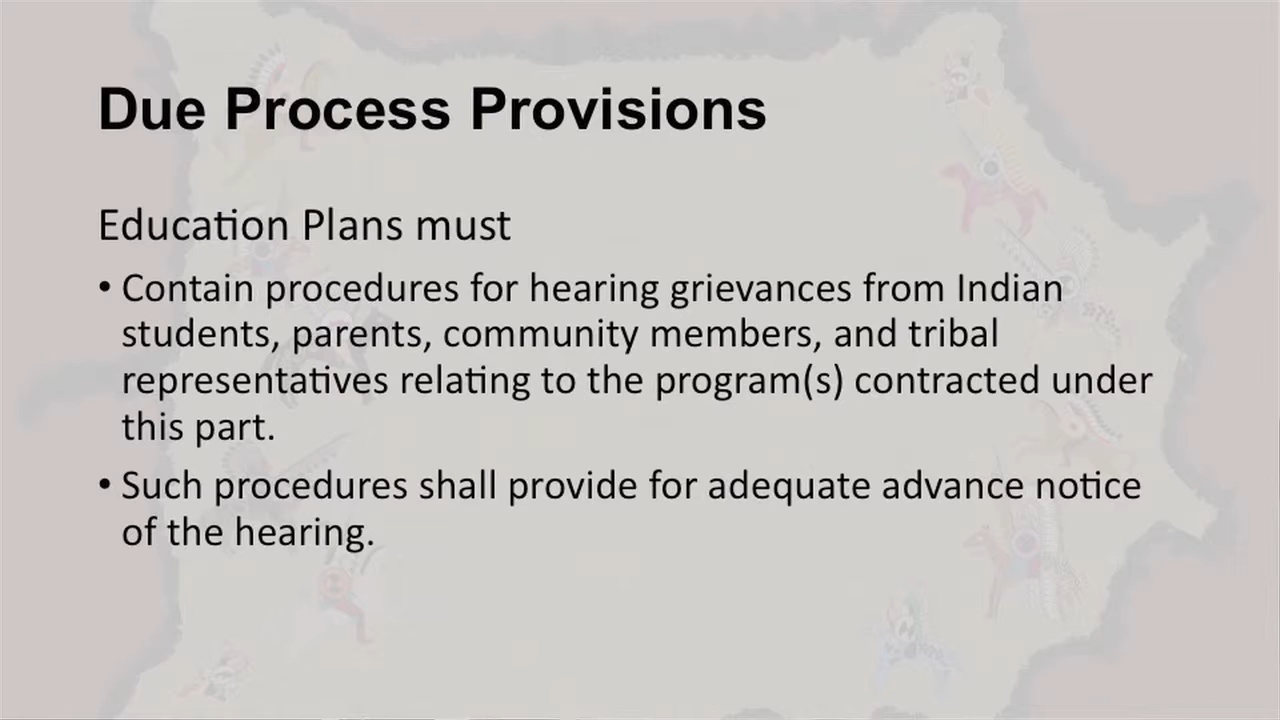 Due Process Provisions
Education Plans must
• Contain procedures for hearing grievances from Indian
students, parents, community members, and tribal
representatives relating to the program(s) contracted under
this part.
• Such procedures shall provide for adequate advance notice
of the hearing.